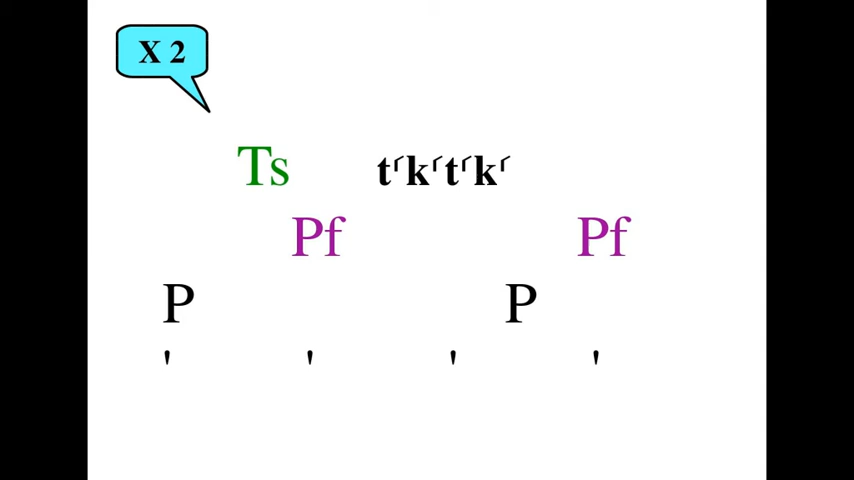 X 2
Ts t⌜k⌜t⌜k⌜
Pf Pf
P P
' ' ' '